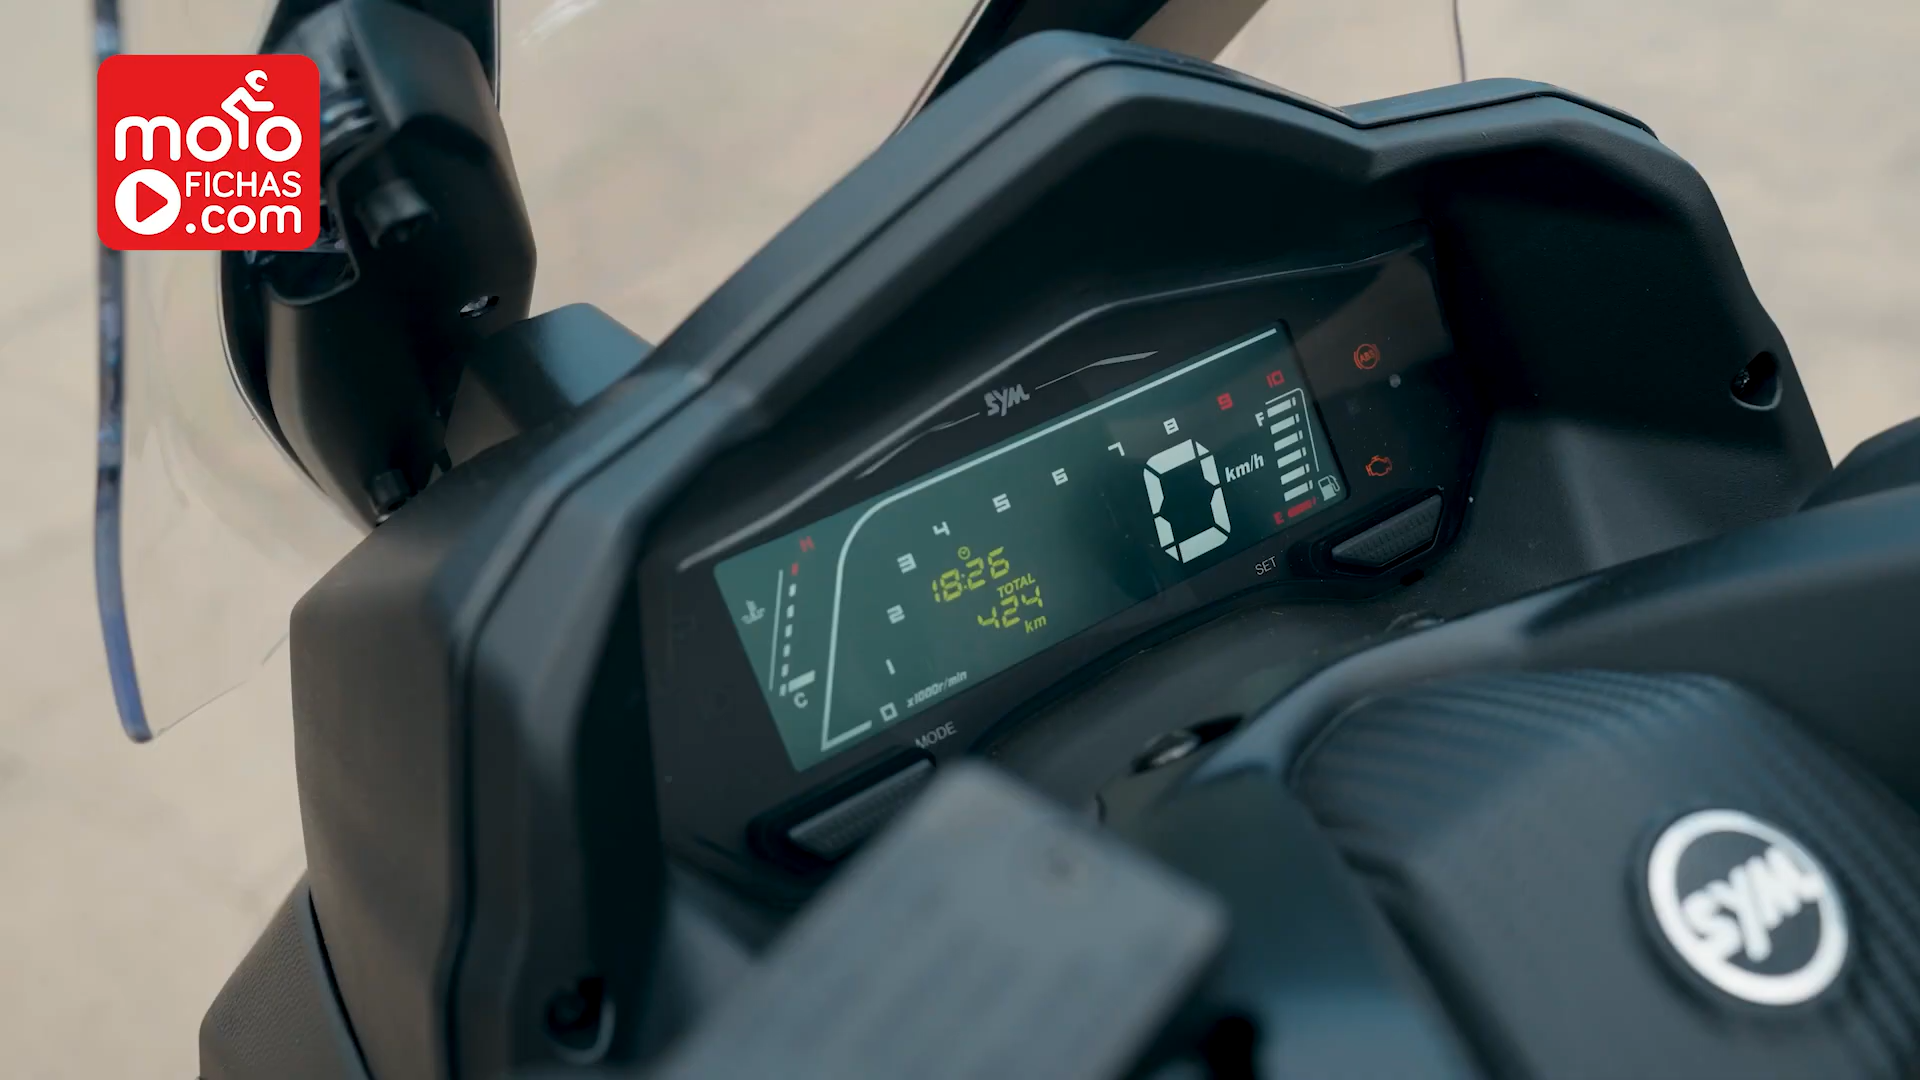 moto
FICHAS
.com
SYM
10
9
8
7
6
5
4
3
2
1
0
x1000r/min
H
C
18:26
TOTAL
424
km
0
km/h
F
E
ABS
MODE
SET
SYM